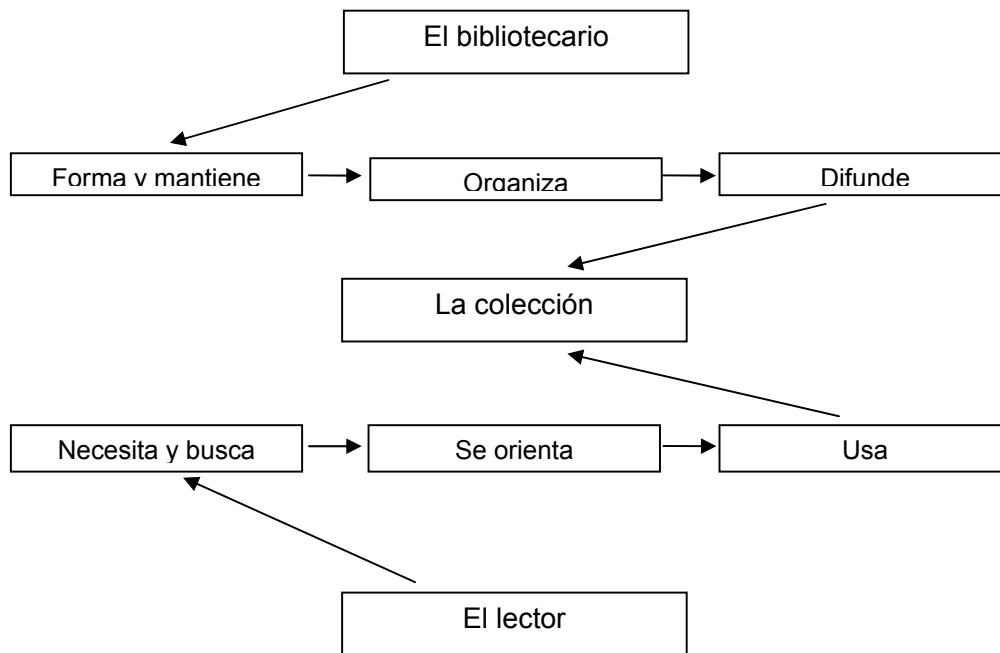 El bibliotecario
Forma y mantiene
Organiza
Difunde
La colección
Necesita y busca
Se orienta
Usa
El lector